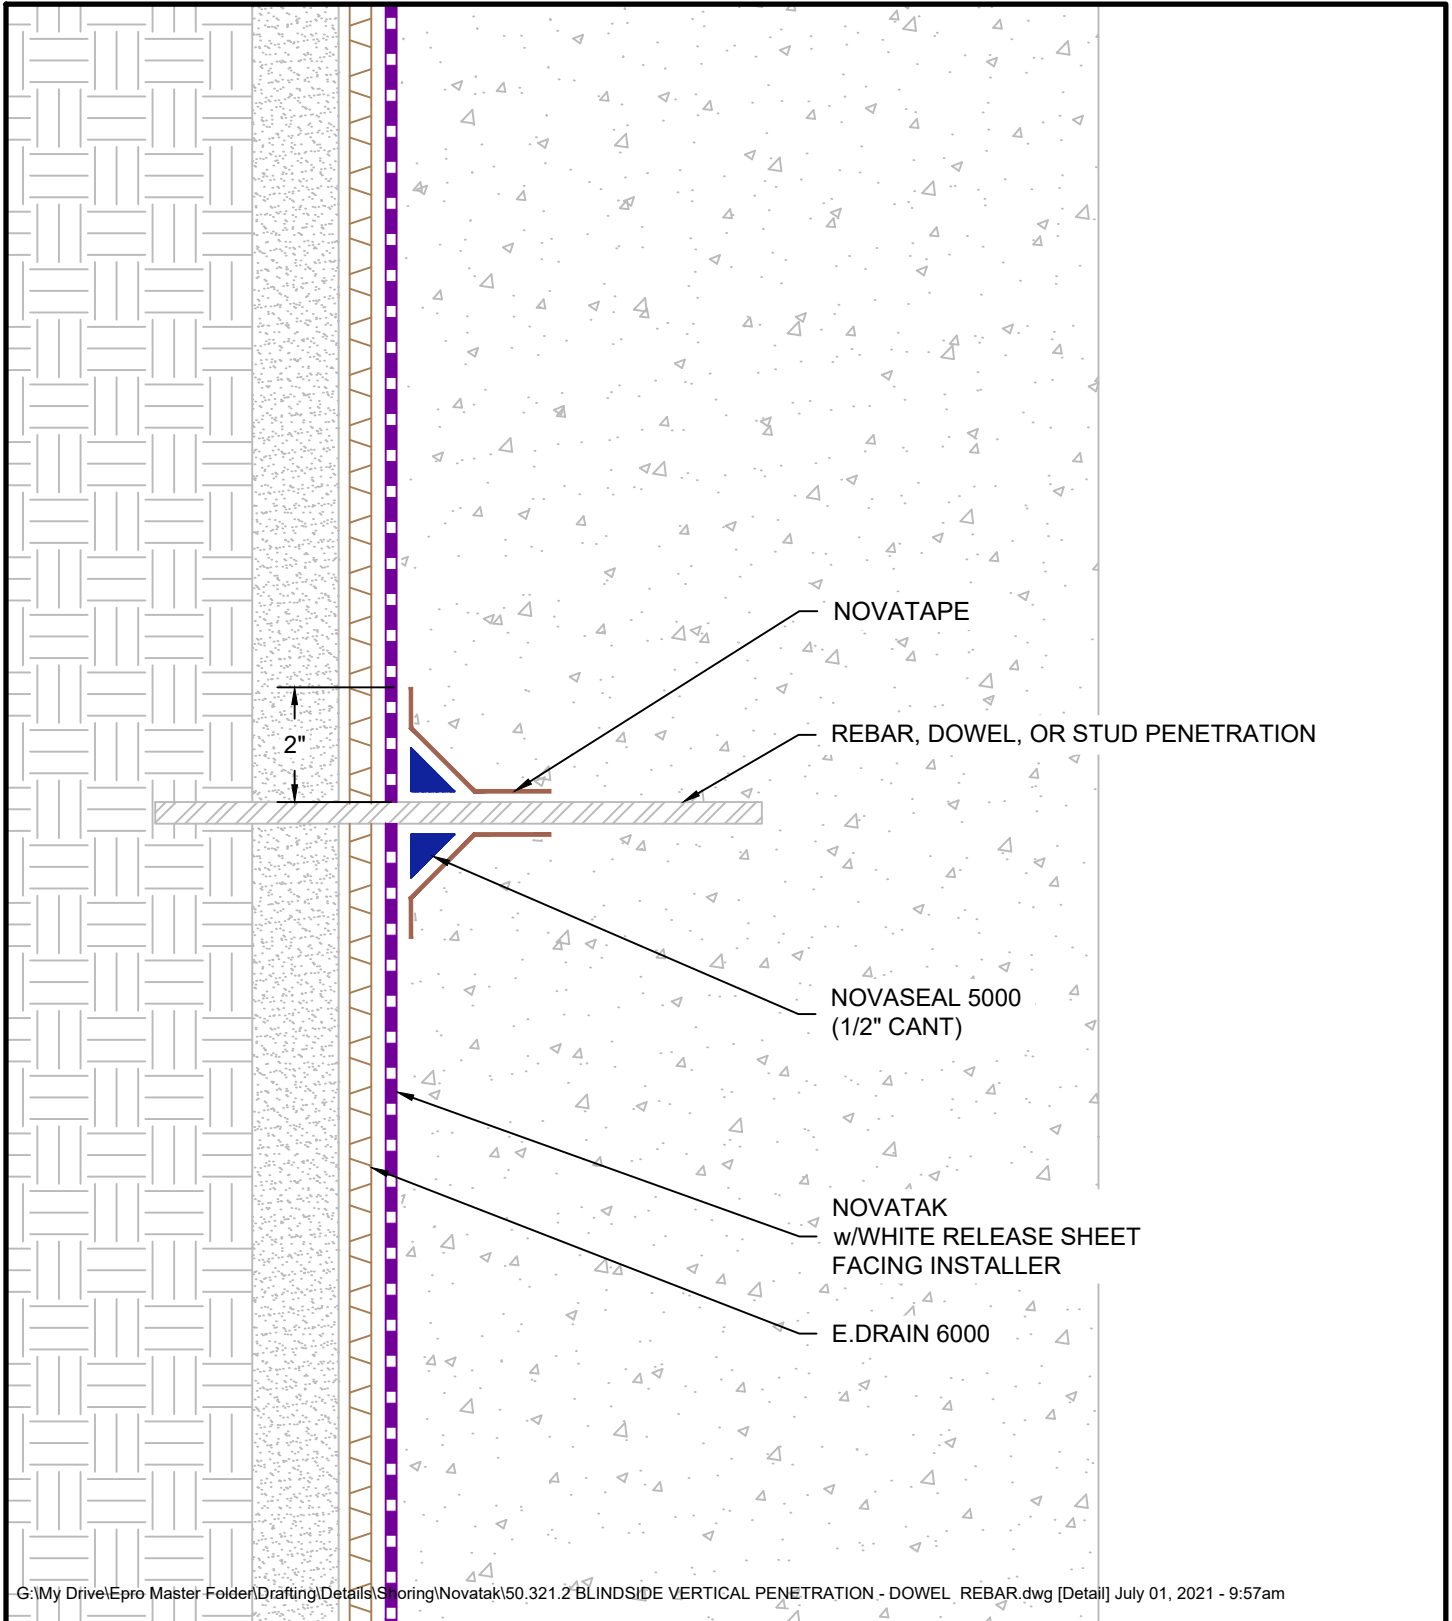 NOVATAPE
REBAR, DOWEL, OR STUD PENETRATION
2"
NOVASEAL 5000
(1/2" CANT)
NOVATAK
w/WHITE RELEASE SHEET
FACING INSTALLER
E.DRAIN 6000
G:\My Drive\Epro Master Folder\Drafting\Details\Shoring\Novatak\50.321.2 BLINDSIDE VERTICAL PENETRATION - DOWEL_REBAR.dwg [Detail] July 01, 2021 - 9:57am